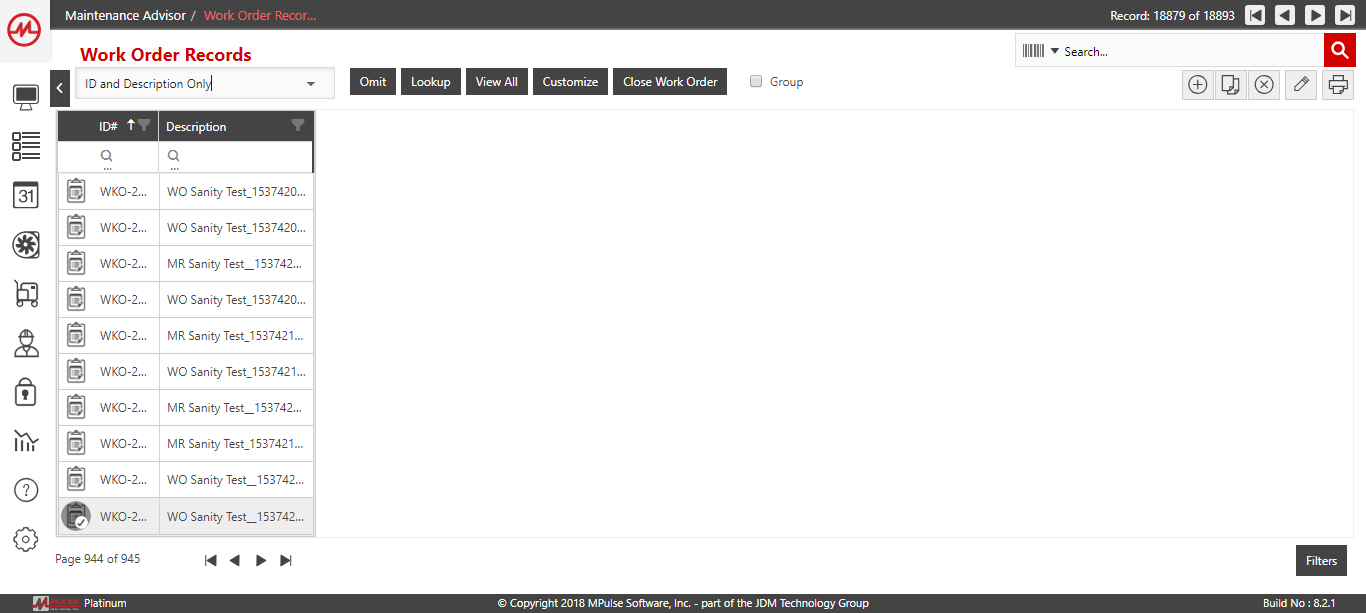 Maintenance Advisor / Work Order Recor...
Record: 18879 of 18893
Work Order Records
Search...
ID and Description Only
Omit
Lookup
View All
Customize
Close Work Order
Group
ID#
Description
...
...
WKO-2... WO Sanity Test_1537420...
WKO-2... WO Sanity Test_1537420...
WKO-2... MR Sanity Test__153742...
WKO-2... WO Sanity Test_1537420...
WKO-2... MR Sanity Test_1537421...
WKO-2... WO Sanity Test_1537421...
WKO-2... MR Sanity Test__153742...
WKO-2... MR Sanity Test_1537421...
WKO-2... WO Sanity Test__153742...
WKO-2... WO Sanity Test__153742...
31
?
Page 944 of 945
Filters
MPULSE Platinum
© Copyright 2018 MPulse Software, Inc. - part of the JDM Technology Group
Build No : 8.2.1